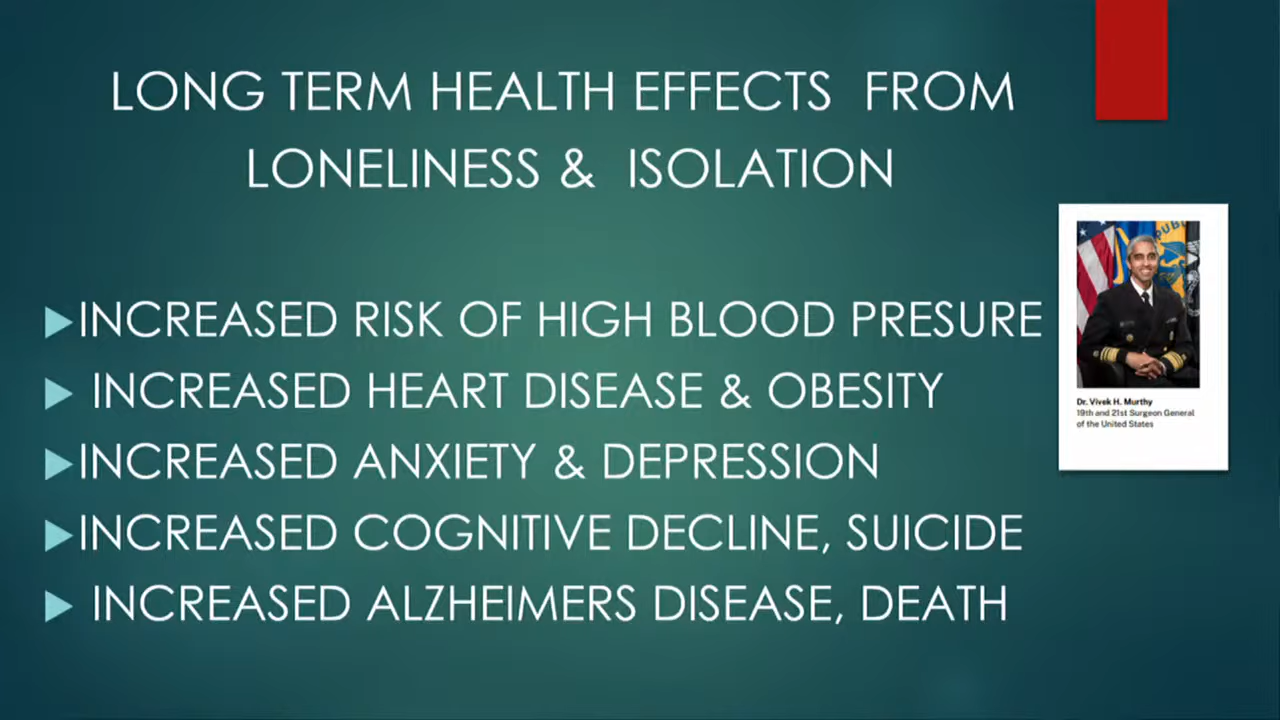 LONG TERM HEALTH EFFECTS FROM
LONELINESS & ISOLATION
INCREASED RISK OF HIGH BLOOD PRESURE
INCREASED HEART DISEASE & OBESITY
INCREASED ANXIETY & DEPRESSION
INCREASED COGNITIVE DECLINE, SUICIDE
INCREASED ALZHEIMERS DISEASE, DEATH
Dr. Vivek H. Murthy
19th and 21st Surgeon General
of the United States